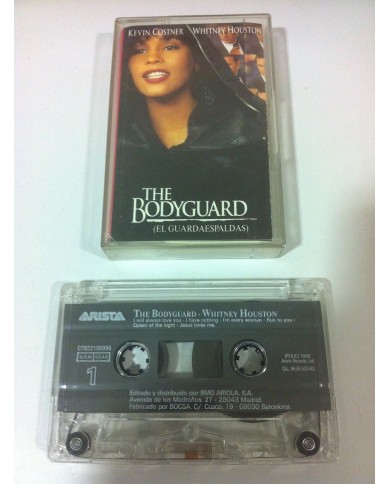 KEVIN COSTNER WHITNEY HOUSTON
THE
BODYGUARD
(EL GUARDAESPALDAS)
ARISTA THE BODYGUARD - WHITNEY HOUSTON
I will always love you - I have nothing - I'm every woman - Run to you -
Queen of the night - Jesus loves me.
1
Editado y distribuido por BMG ARIOLA, S.A.
Avenida de los Madroños, 27 - 28043 Madrid.
Fabricado por BOCSA. C/. Cuzco, 19 - 08030 Barcelona.